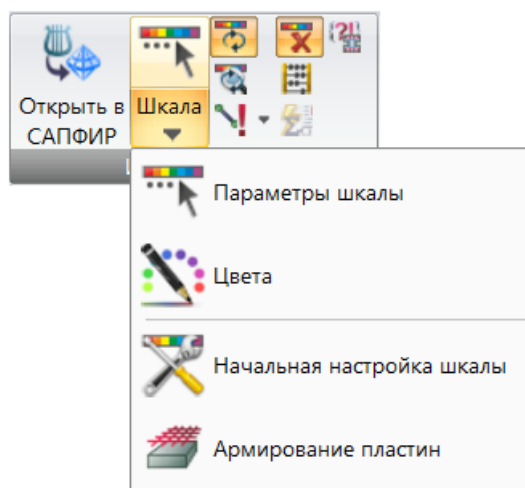 Открыть в
САПФИР
Шкала
Параметры шкалы
Цвета
Начальная настройка шкалы
Армирование пластин